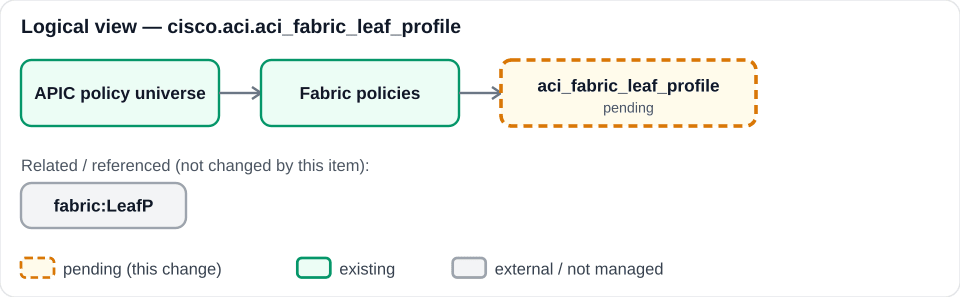 Logical view — cisco.aci.aci_fabric_leaf_profile
APIC policy universe
Fabric policies
aci_fabric_leaf_profile
pending
Related / referenced (not changed by this item):
fabric:LeafP
pending (this change)
existing
external / not managed